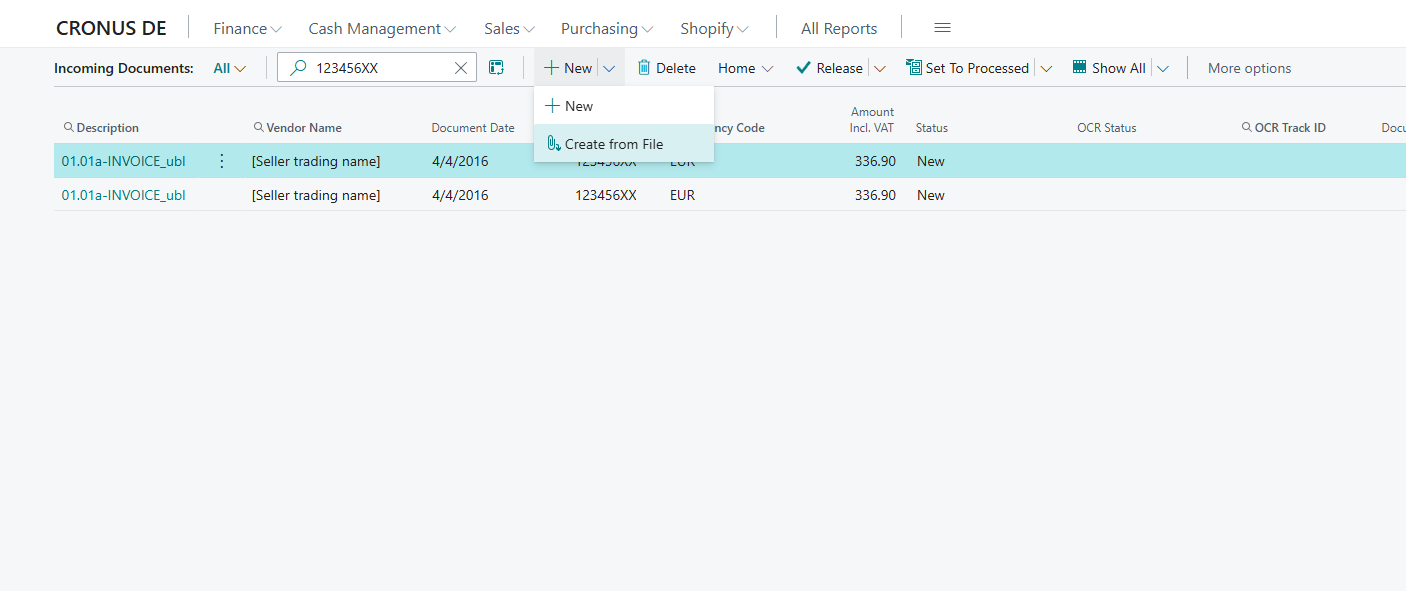 CRONUS DE Finance Cash Management Sales Purchasing Shopify All Reports
Incoming Documents: All 123456XX New Delete Home Release Set To Processed Show All More options
New
Create from File
Description Vendor Name Document Date ncy Code Amount Incl. VAT Status OCR Status OCR Track ID Docu
01.01a-INVOICE_ubl [Seller trading name] 4/4/2016 123456XX EUR 336.90 New
01.01a-INVOICE_ubl [Seller trading name] 4/4/2016 123456XX EUR 336.90 New